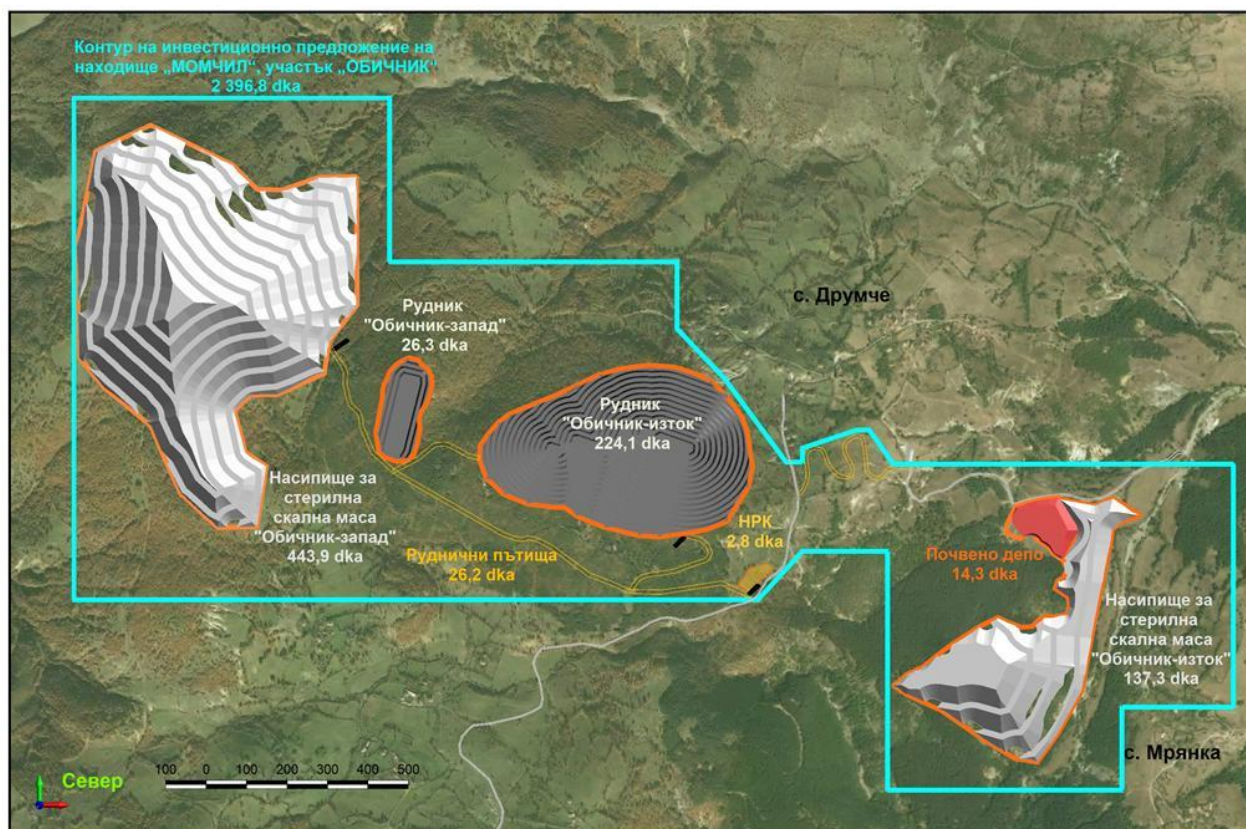 Контур на инвестиционно предложение на
находище „МОМЧИЛ“, участък „ОБИЧНИК“
2 396,8 dka
с. Друмче
Рудник
"Обичник-запад"
26,3 dka
Рудник
"Обичник-изток"
224,1 dka
Насипище за
стерилна
скална маса
"Обичник-запад"
443,9 dka
Руднични пътища
26,2 dka
НРК
2,8 dka
Почвено депо
14,3 dka
Насипище за
стерилна
скална маса
"Обичник-изток"
137,3 dka
с. Мрянка
Север
100 0 100 200 300 400 500